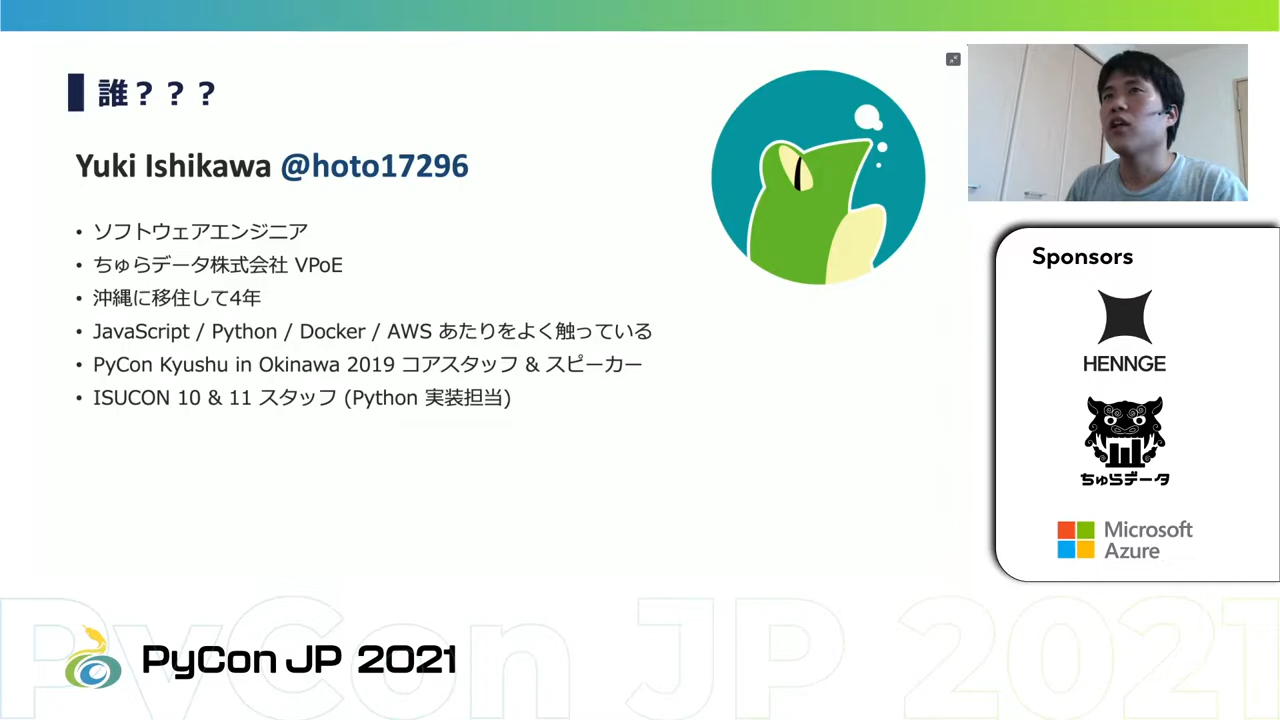 誰？？？
Yuki Ishikawa @hoto17296
• ソフトウェアエンジニア
• ちゅらデータ株式会社 VPoE
• 沖縄に移住して4年
• JavaScript / Python / Docker / AWS あたりをよく触っている
• PyCon Kyushu in Okinawa 2019 コアスタッフ & スピーカー
• ISUCON 10 & 11 スタッフ (Python 実装担当)
Sponsors
HENNGE
ちゅらデータ
Microsoft
Azure
PyCon JP 2021
PyCon JP 2021